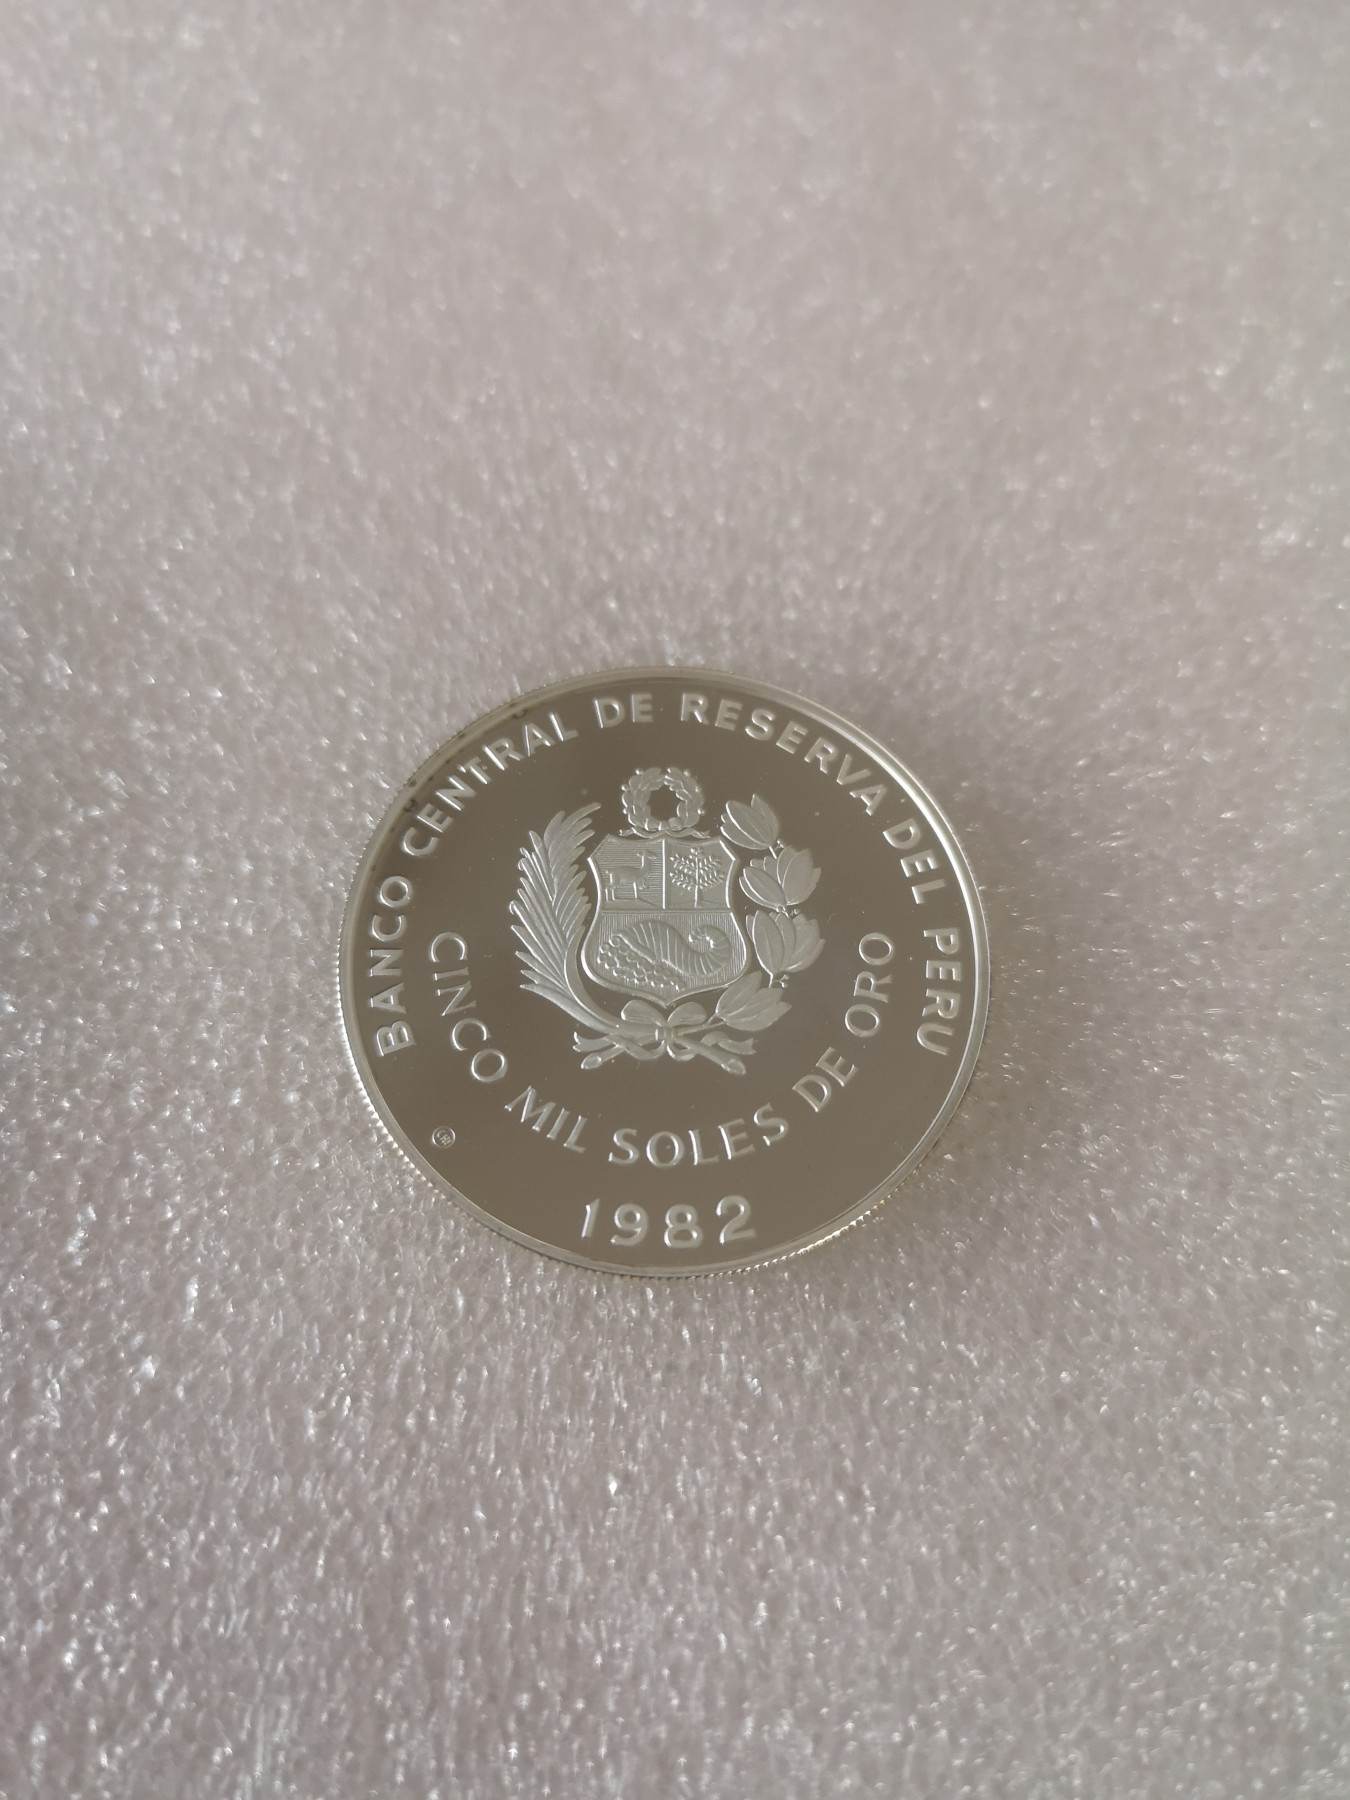 BANCO CENTRAL DE RESERVA DEL PERU
CINCO MIL SOLES DE ORO
1982